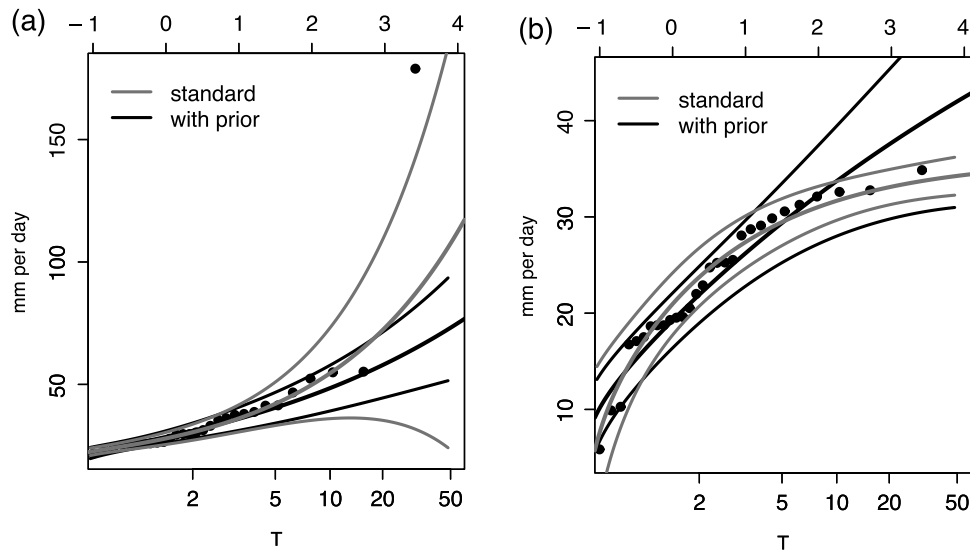 (a)
− 1 0 1 2 3 4
standard
with prior
mm per day
50 100 150
2 5 10 20 50
T
(b)
− 1 0 1 2 3 4
standard
with prior
mm per day
10 20 30 40
2 5 10 20 50
T